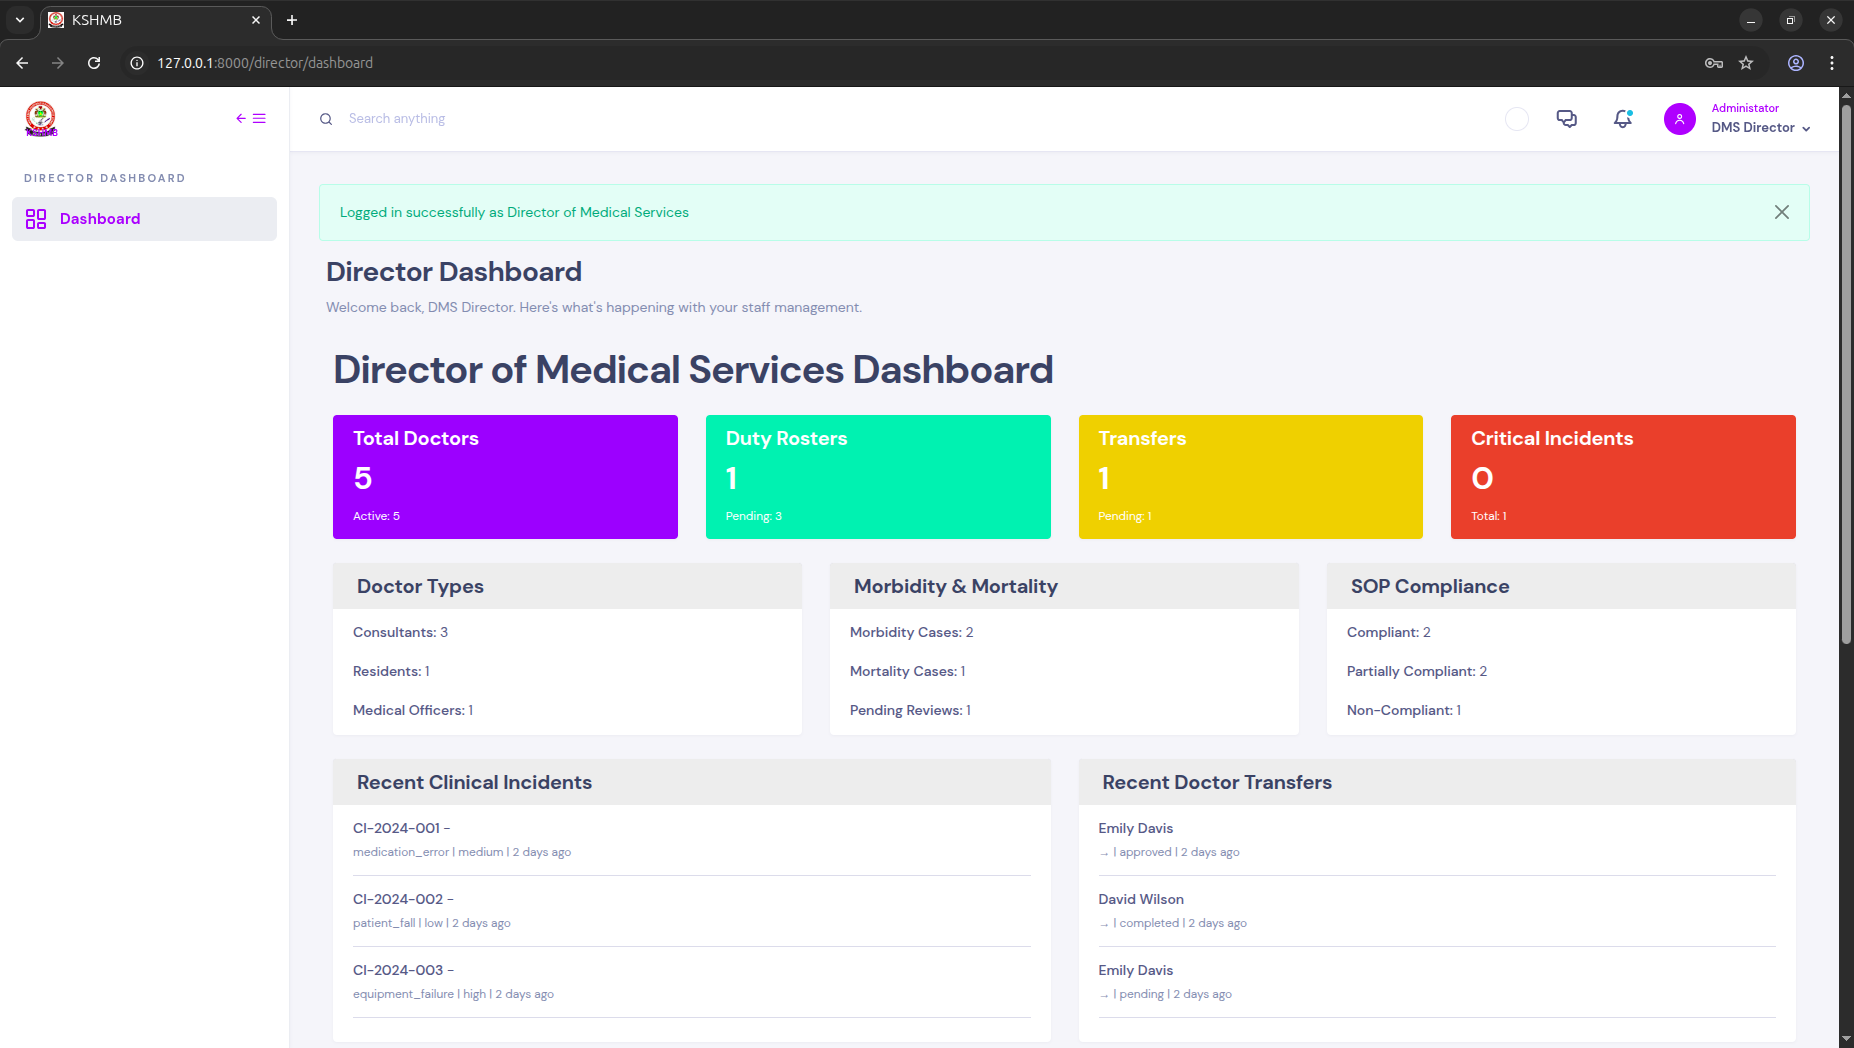 KSHMB
127.0.0.1:8000/director/dashboard
Search anything
Administator
DMS Director
DIRECTOR DASHBOARD
Dashboard
Logged in successfully as Director of Medical Services
Director Dashboard
Welcome back, DMS Director. Here's what's happening with your staff management.
Director of Medical Services Dashboard
Total Doctors
5
Active: 5
Duty Rosters
1
Pending: 3
Transfers
1
Pending: 1
Critical Incidents
0
Total: 1
Doctor Types
Consultants: 3
Residents: 1
Medical Officers: 1
Morbidity & Mortality
Morbidity Cases: 2
Mortality Cases: 1
Pending Reviews: 1
SOP Compliance
Compliant: 2
Partially Compliant: 2
Non-Compliant: 1
Recent Clinical Incidents
CI-2024-001 -
medication_error | medium | 2 days ago
CI-2024-002 -
patient_fall | low | 2 days ago
CI-2024-003 -
equipment_failure | high | 2 days ago
Recent Doctor Transfers
Emily Davis
→ | approved | 2 days ago
David Wilson
→ | completed | 2 days ago
Emily Davis
→ | pending | 2 days ago